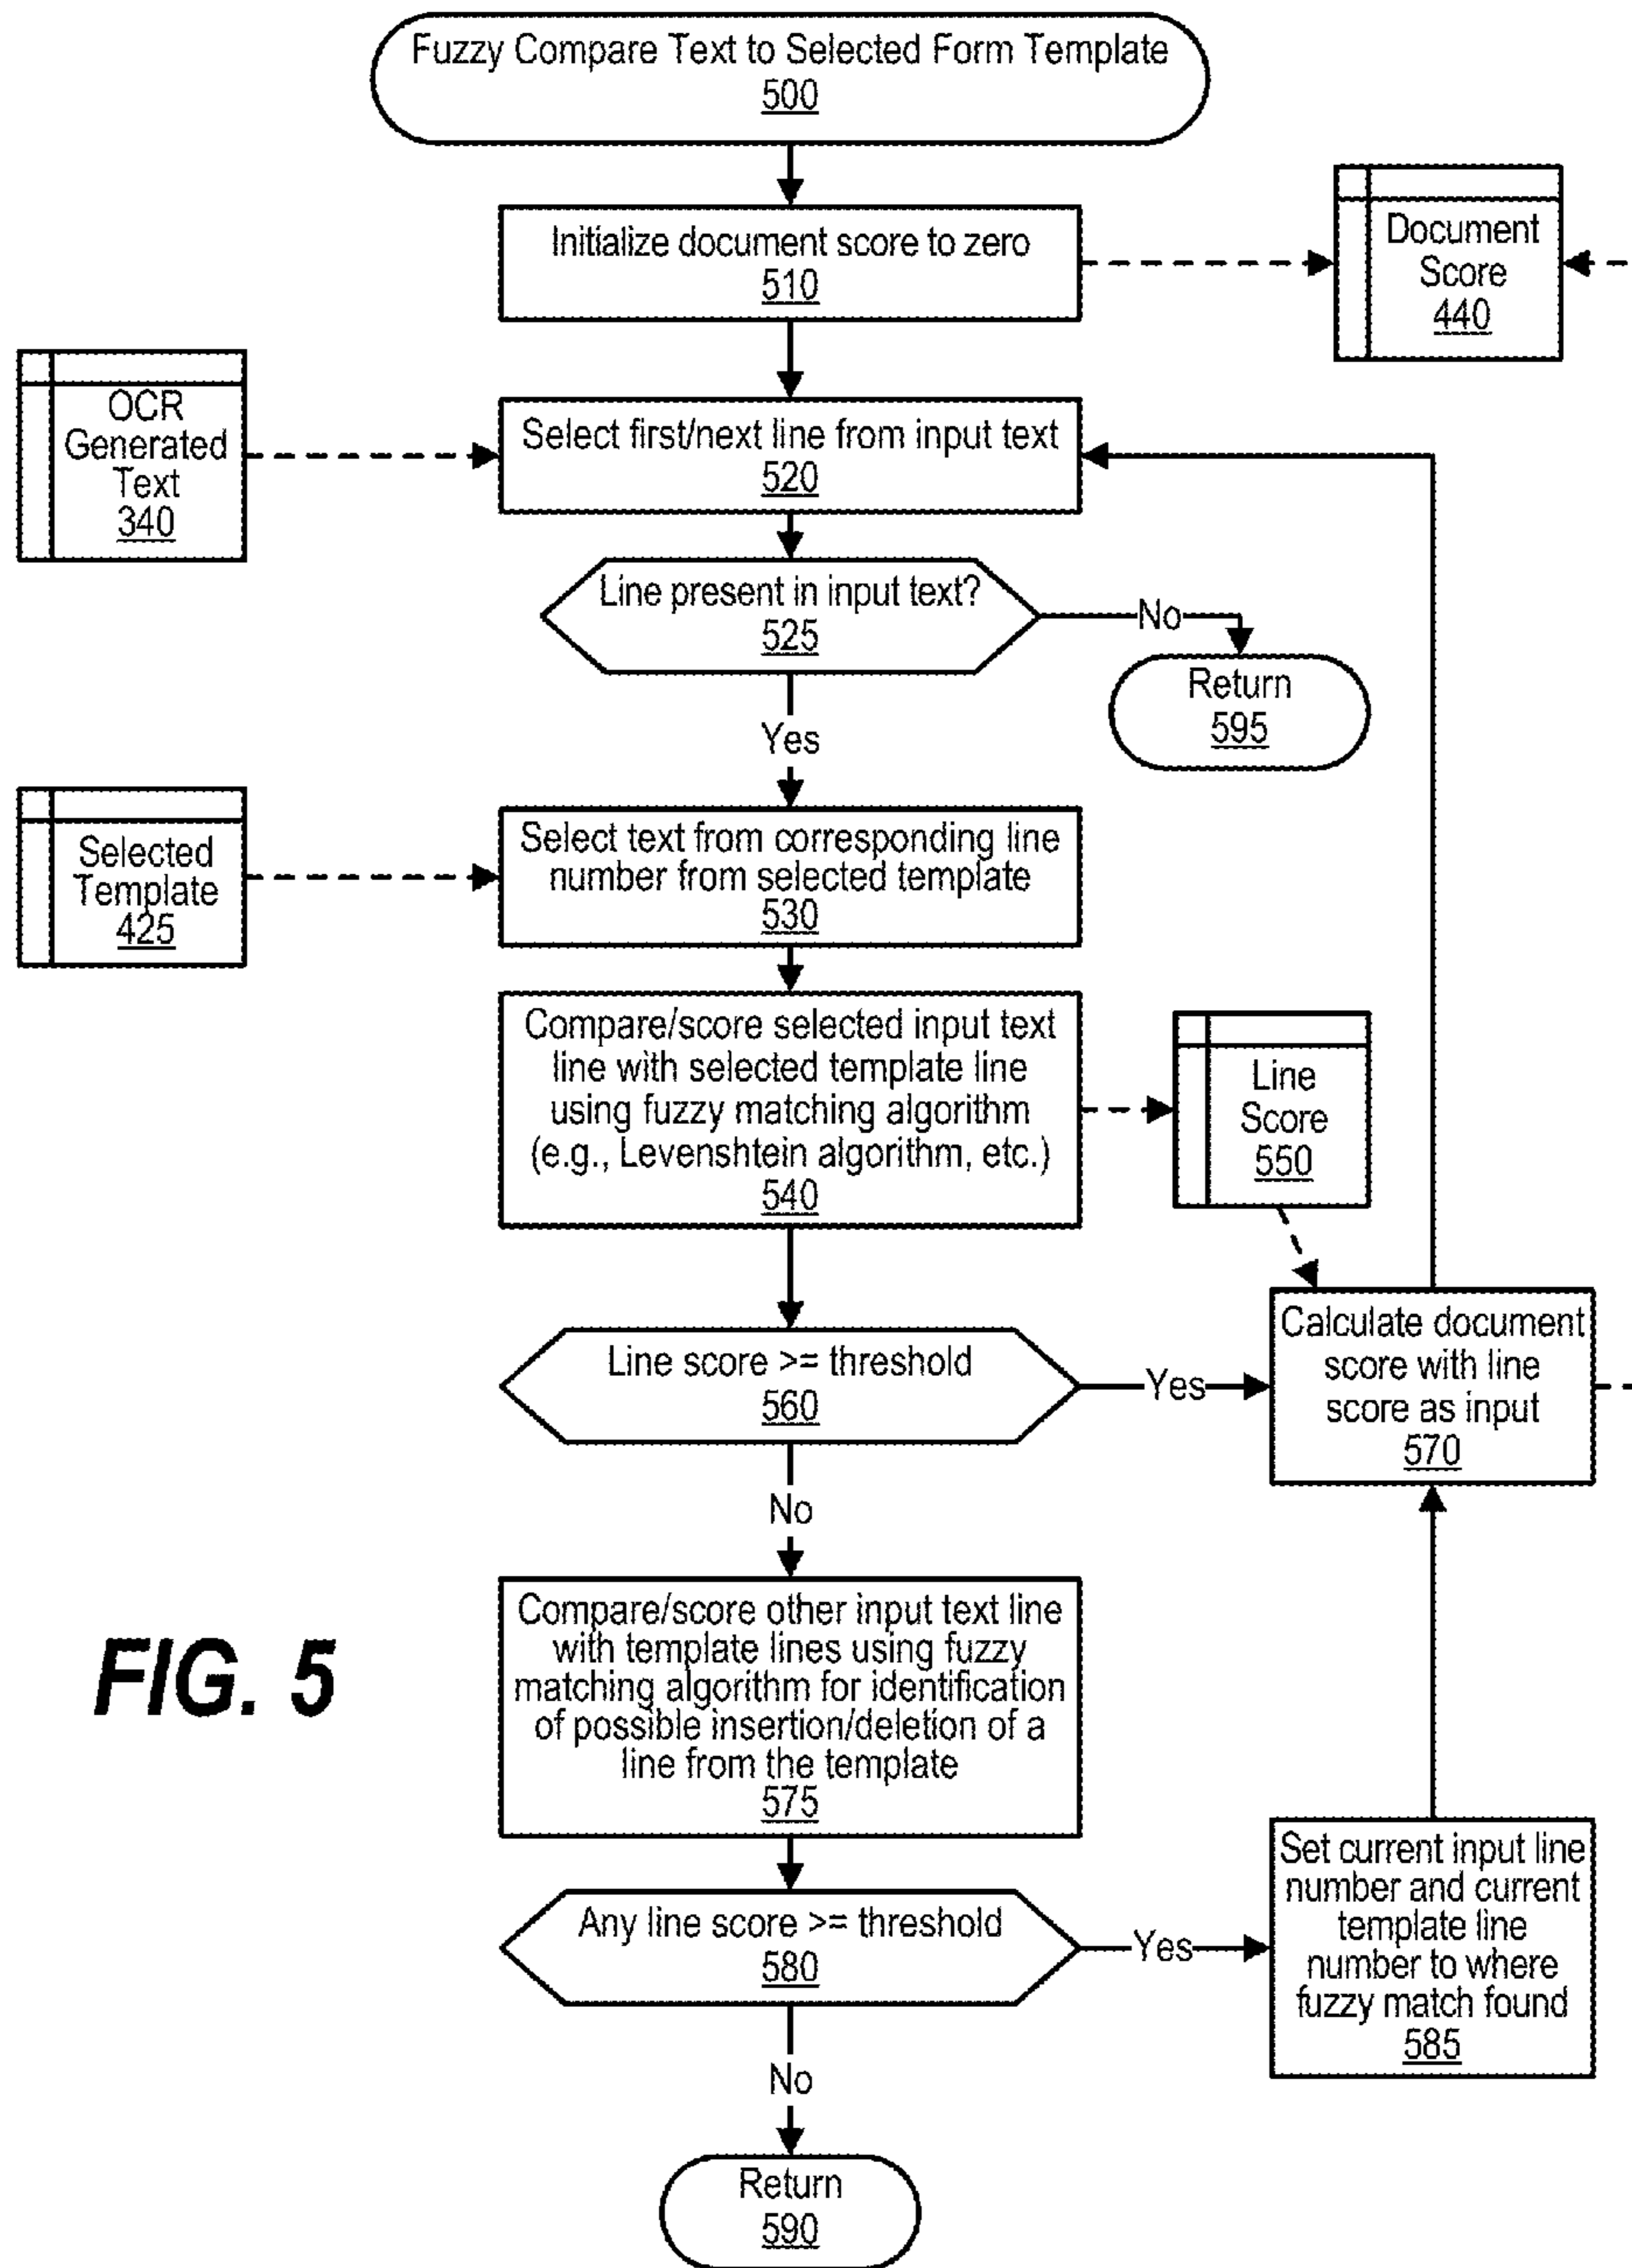 Fuzzy Compare Text to Selected Form Template
500
Initialize document score to zero
510
Document
Score
440
OCR
Generated
Text
340
Select first/next line from input text
520
Line present in input text?
525
No
Return
595
Yes
Selected
Template
425
Select text from corresponding line
number from selected template
530
Compare/score selected input text
line with selected template line
using fuzzy matching algorithm
(e.g., Levenshtein algorithm, etc.)
540
Line
Score
550
Line score >= threshold
560
Yes
Calculate document
score with line
score as input
570
No
Compare/score other input text line
with template lines using fuzzy
matching algorithm for identification
of possible insertion/deletion of a
line from the template
575
FIG. 5
Any line score >= threshold
580
Yes
Set current input line
number and current
template line
number to where
fuzzy match found
585
No
Return
590